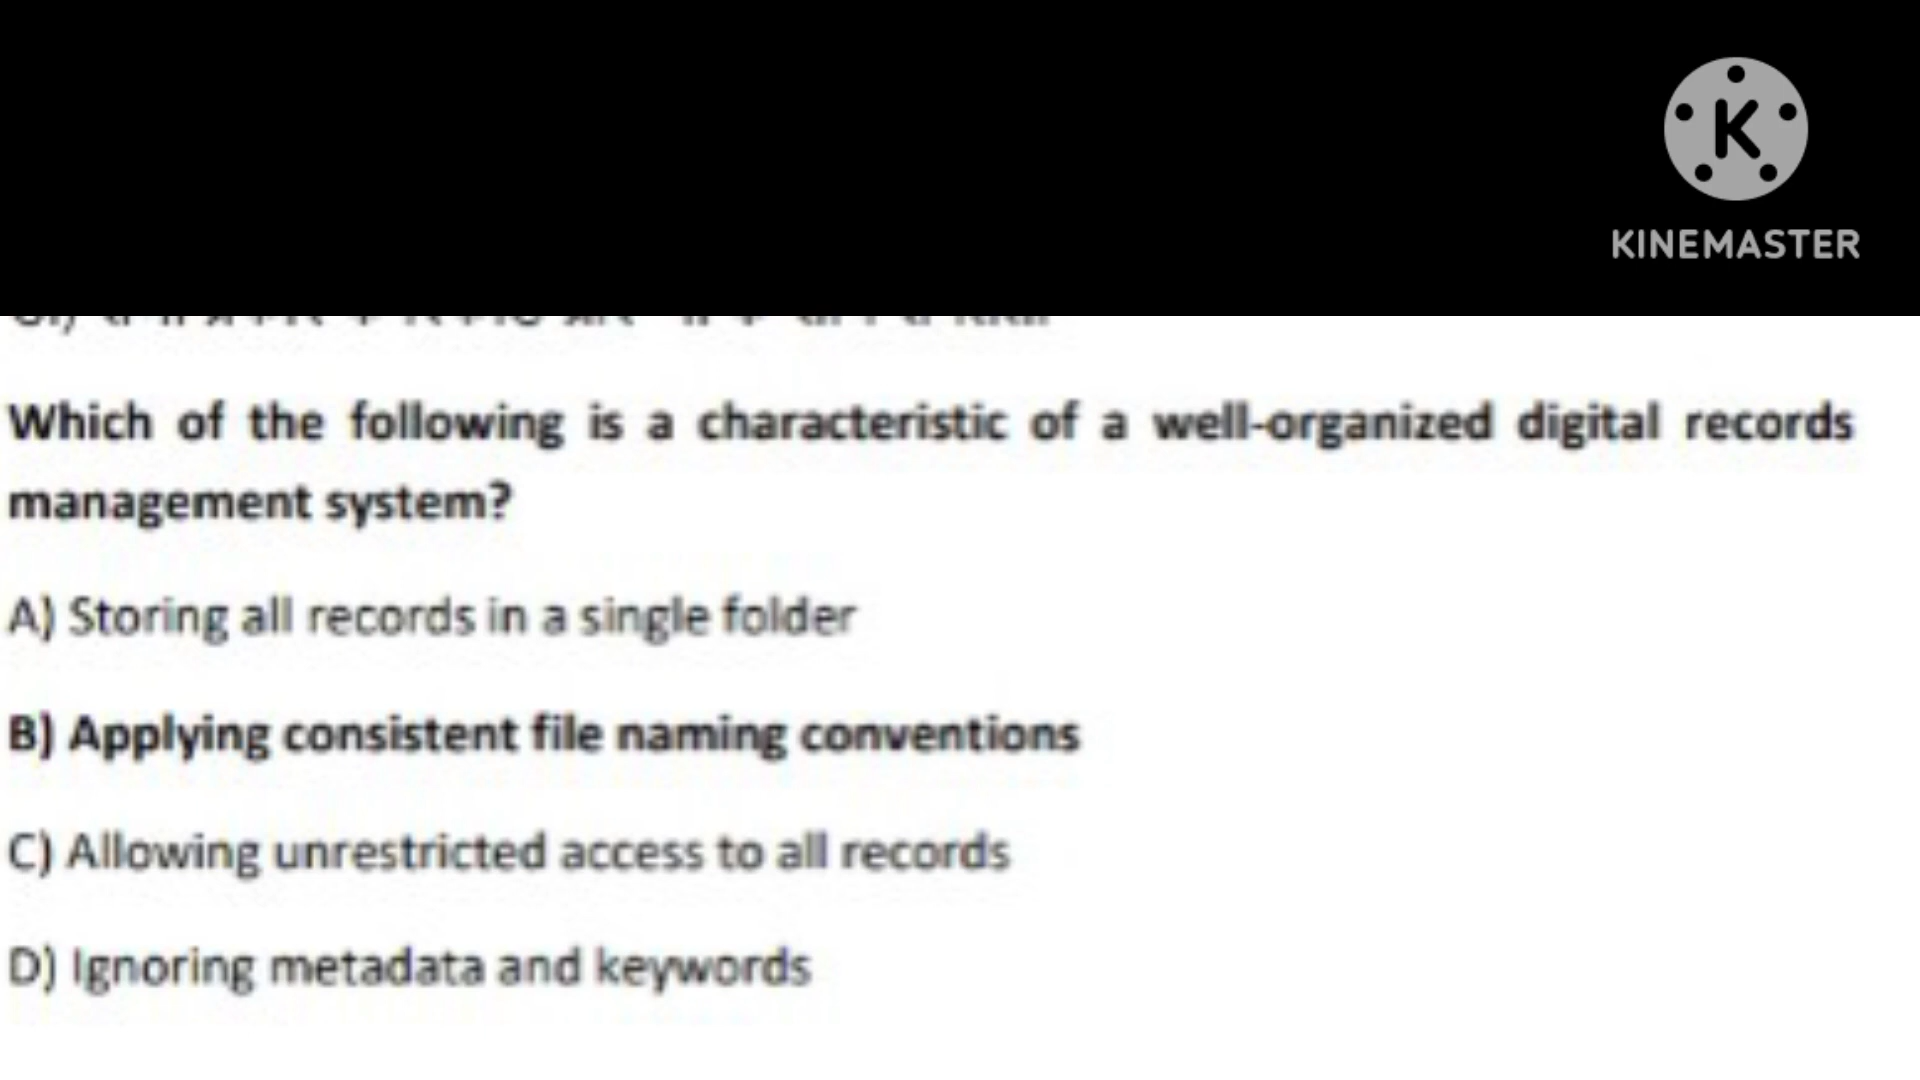 KINEMASTER
Which of the following is a characteristic of a well-organized digital records
management system?
A) Storing all records in a single folder
B) Applying consistent file naming conventions
C) Allowing unrestricted access to all records
D) Ignoring metadata and keywords